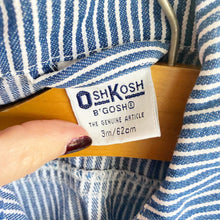 OSHKOSH
B'GOSH®
THE GENUINE ARTICLE
3m/62cm